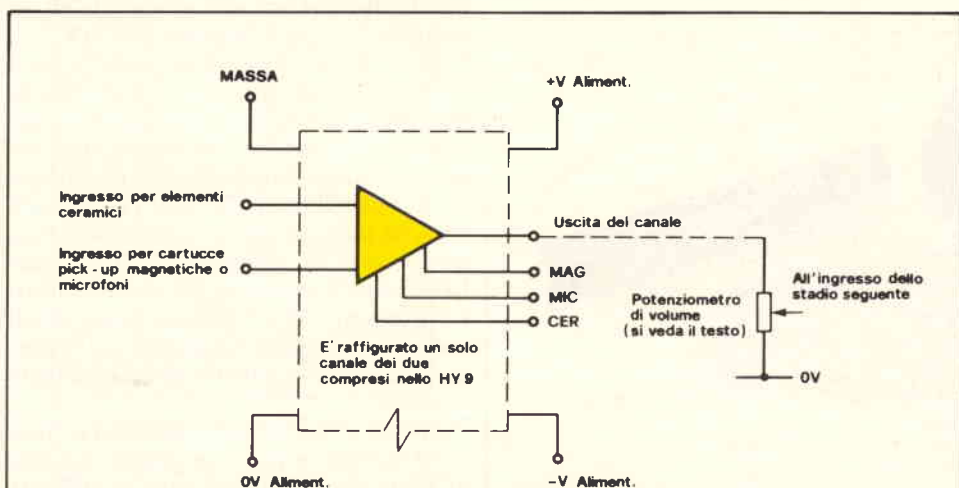 MASSA
+V Aliment.
Ingresso per elementi
ceramici
Uscita del canale
Ingresso per cartucce
pick-up magnetiche o
microfoni
MAG
MIC
CER
All'ingresso dello
stadio seguente
Potenziometro
di volume
(si veda il testo)
E' raffigurato un solo
canale dei due
compresi nello HY9
0V
0V Aliment.
-V Aliment.